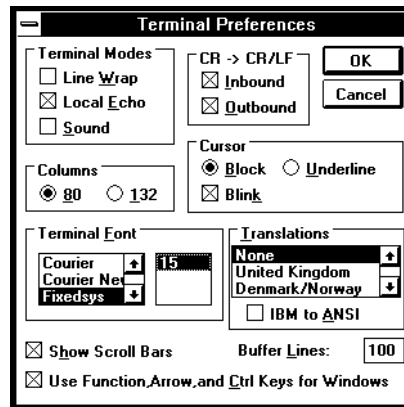 Terminal Preferences
Terminal Modes
Line Wrap
Local Echo
Sound
CR -> CR/LF
Inbound
Outbound
OK
Cancel
Columns
80 132
Cursor
Block Underline
Blink
Terminal Font
Courier
Courier New
Fixedsys
15
Translations
None
United Kingdom
Denmark/Norway
IBM to ANSI
Show Scroll Bars
Buffer Lines: 100
Use Function,Arrow,and Ctrl Keys for Windows